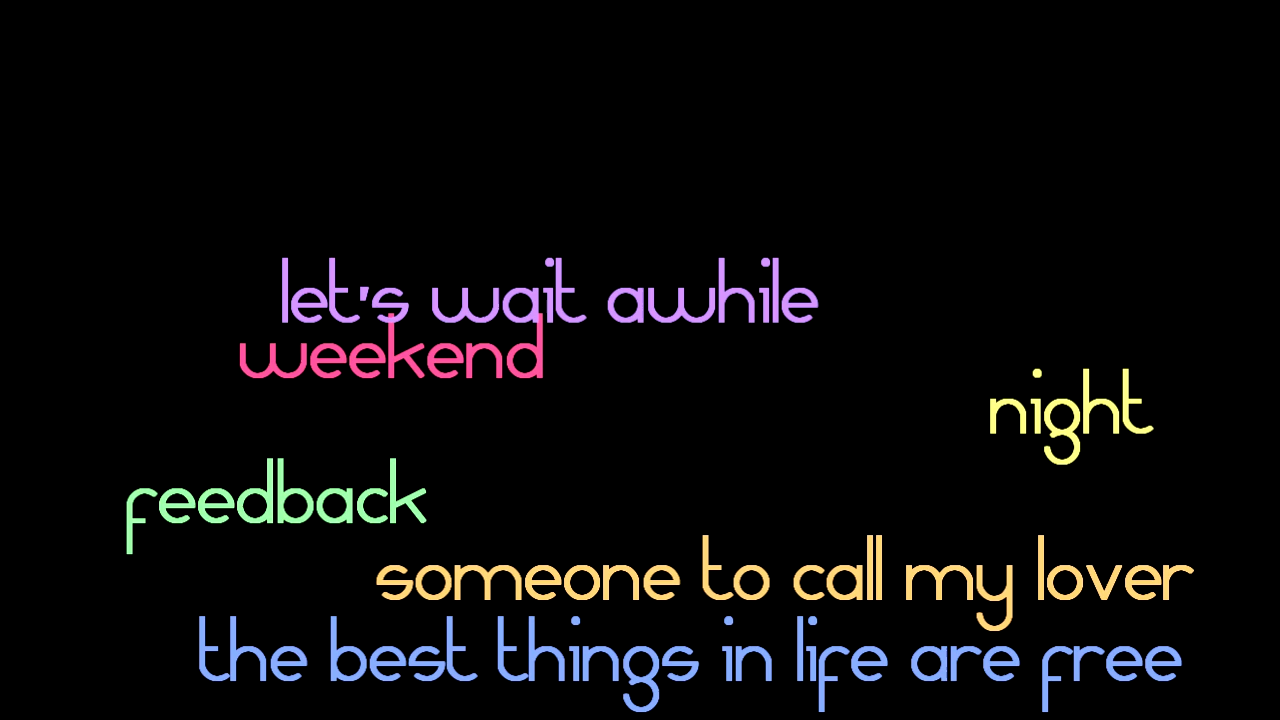 let's wait awhile
weekend
night
feedback
someone to call my lover
the best things in life are free